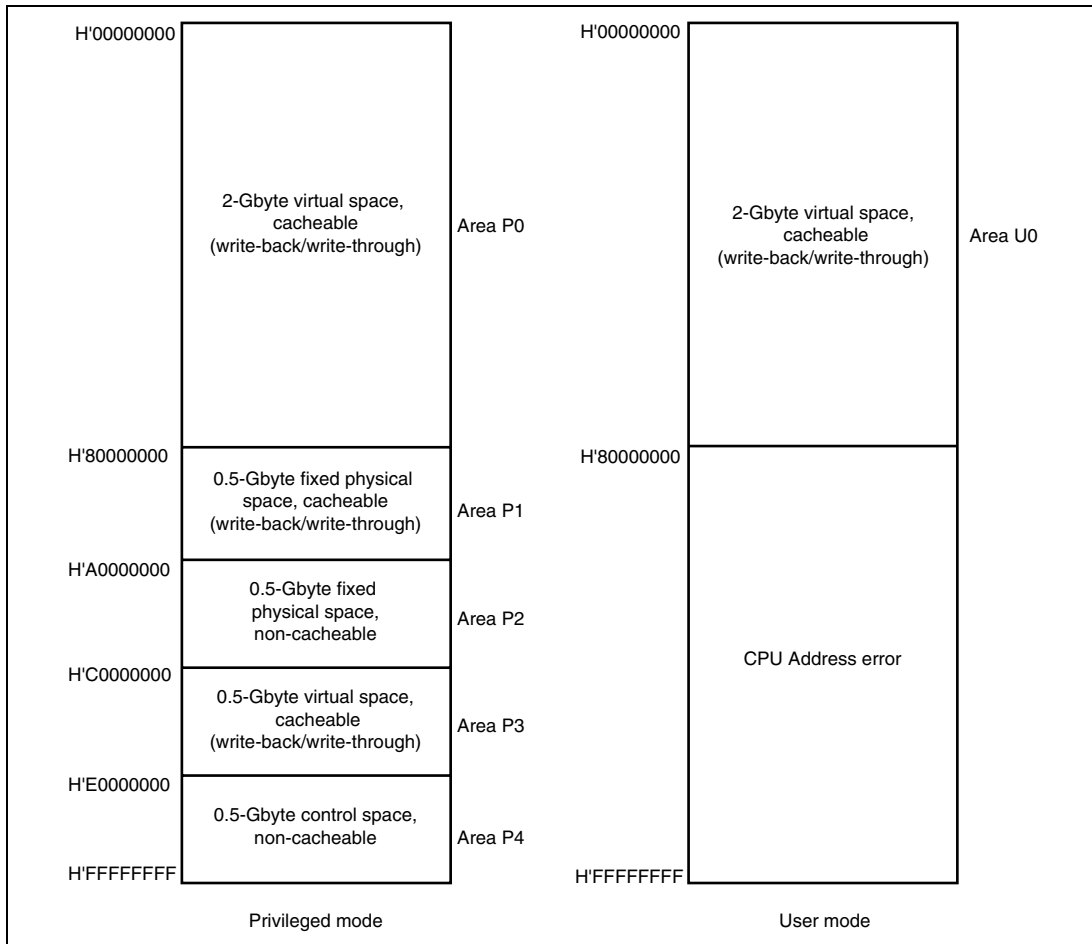 H'00000000
2-Gbyte virtual space,
cacheable
(write-back/write-through)
Area P0
H'80000000
0.5-Gbyte fixed physical
space, cacheable
(write-back/write-through)
Area P1
H'A0000000
0.5-Gbyte fixed
physical space,
non-cacheable
Area P2
H'C0000000
0.5-Gbyte virtual space,
cacheable
(write-back/write-through)
Area P3
H'E0000000
0.5-Gbyte control space,
non-cacheable
Area P4
H'FFFFFFFF
Privileged mode
H'00000000
2-Gbyte virtual space,
cacheable
(write-back/write-through)
Area U0
H'80000000
CPU Address error
H'FFFFFFFF
User mode